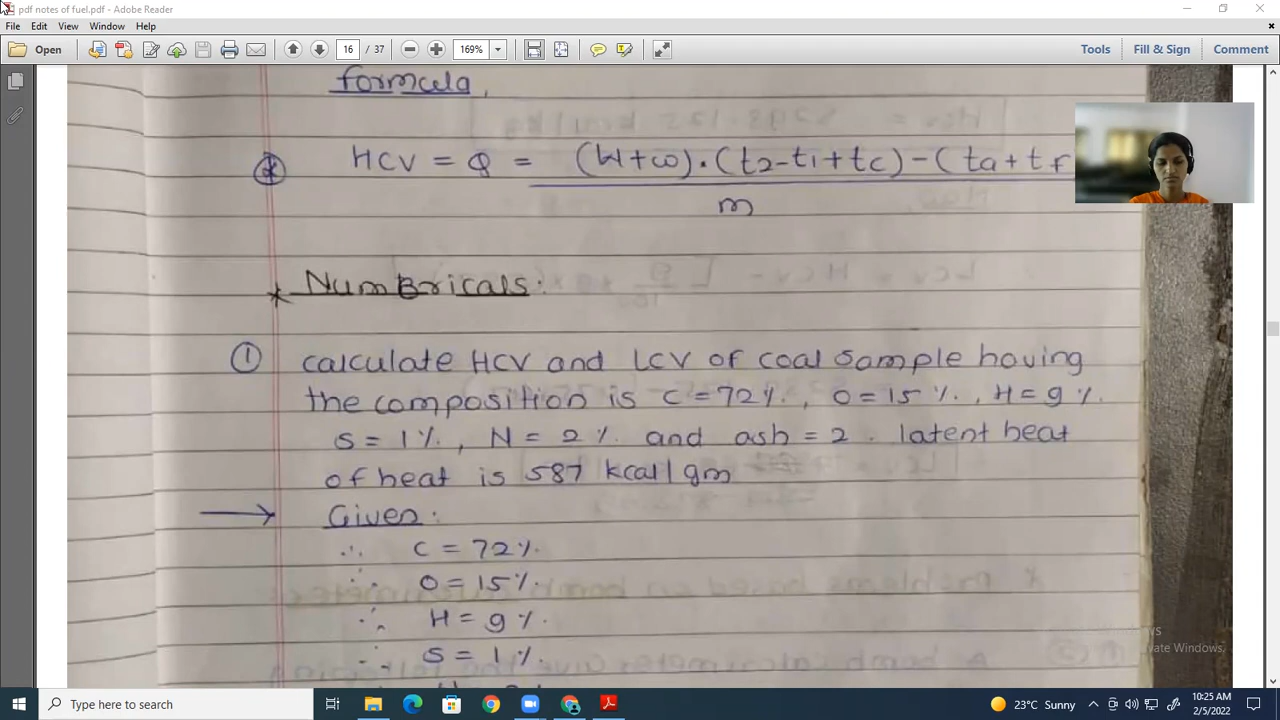 pdf notes of fuel.pdf - Adobe Reader
File Edit View Window Help
Open 16 / 37 169% Tools Fill & Sign Comment
formula.
HCV = Q = (W+w).(t2-t1+tc)-(ta+tf
m
* Numericals:
① calculate HCV and LCV of coal sample having
the composition is C=72%., O=15%., H=9%.
S=1%, N=2%. and ash=2. latent heat
of heat is 587 kcal/gm
→ Given:
∴ C=72%.
∴ O=15%.
∴ H=9%.
∴ S=1%.
Type here to search
23°C Sunny
10:25 AM
2/5/2022